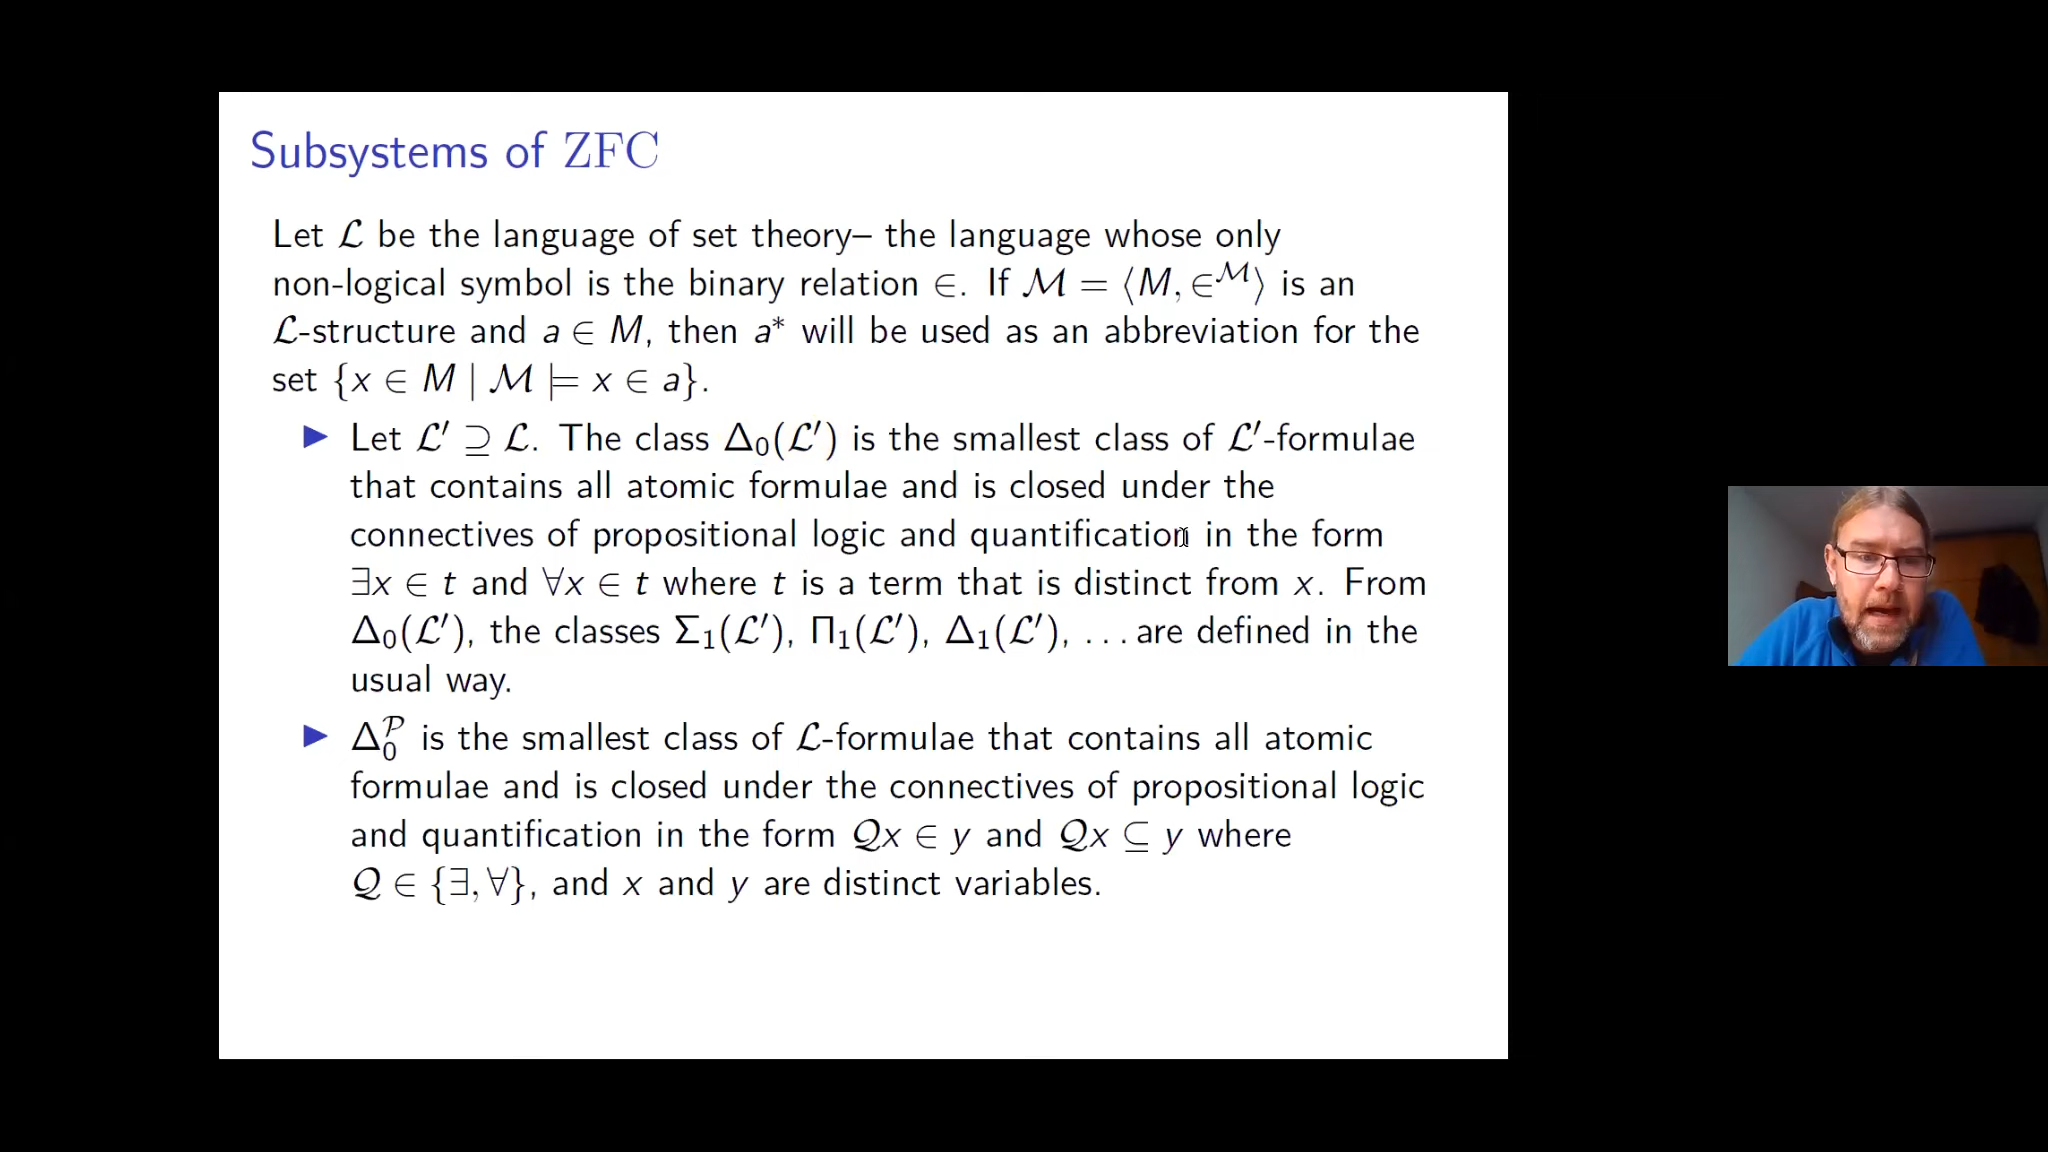 Subsystems of ZFC
Let ℒ be the language of set theory– the language whose only
non-logical symbol is the binary relation ∈. If ℳ = ⟨M, ∈^ℳ⟩ is an
ℒ-structure and a ∈ M, then a* will be used as an abbreviation for the
set {x ∈ M | ℳ ⊨ x ∈ a}.
▶ Let ℒ′ ⊇ ℒ. The class Δ₀(ℒ′) is the smallest class of ℒ′-formulae
that contains all atomic formulae and is closed under the
connectives of propositional logic and quantification in the form
∃x ∈ t and ∀x ∈ t where t is a term that is distinct from x. From
Δ₀(ℒ′), the classes Σ₁(ℒ′), Π₁(ℒ′), Δ₁(ℒ′), ... are defined in the
usual way.
▶ Δ₀^𝒫 is the smallest class of ℒ-formulae that contains all atomic
formulae and is closed under the connectives of propositional logic
and quantification in the form 𝒬x ∈ y and 𝒬x ⊆ y where
𝒬 ∈ {∃, ∀}, and x and y are distinct variables.